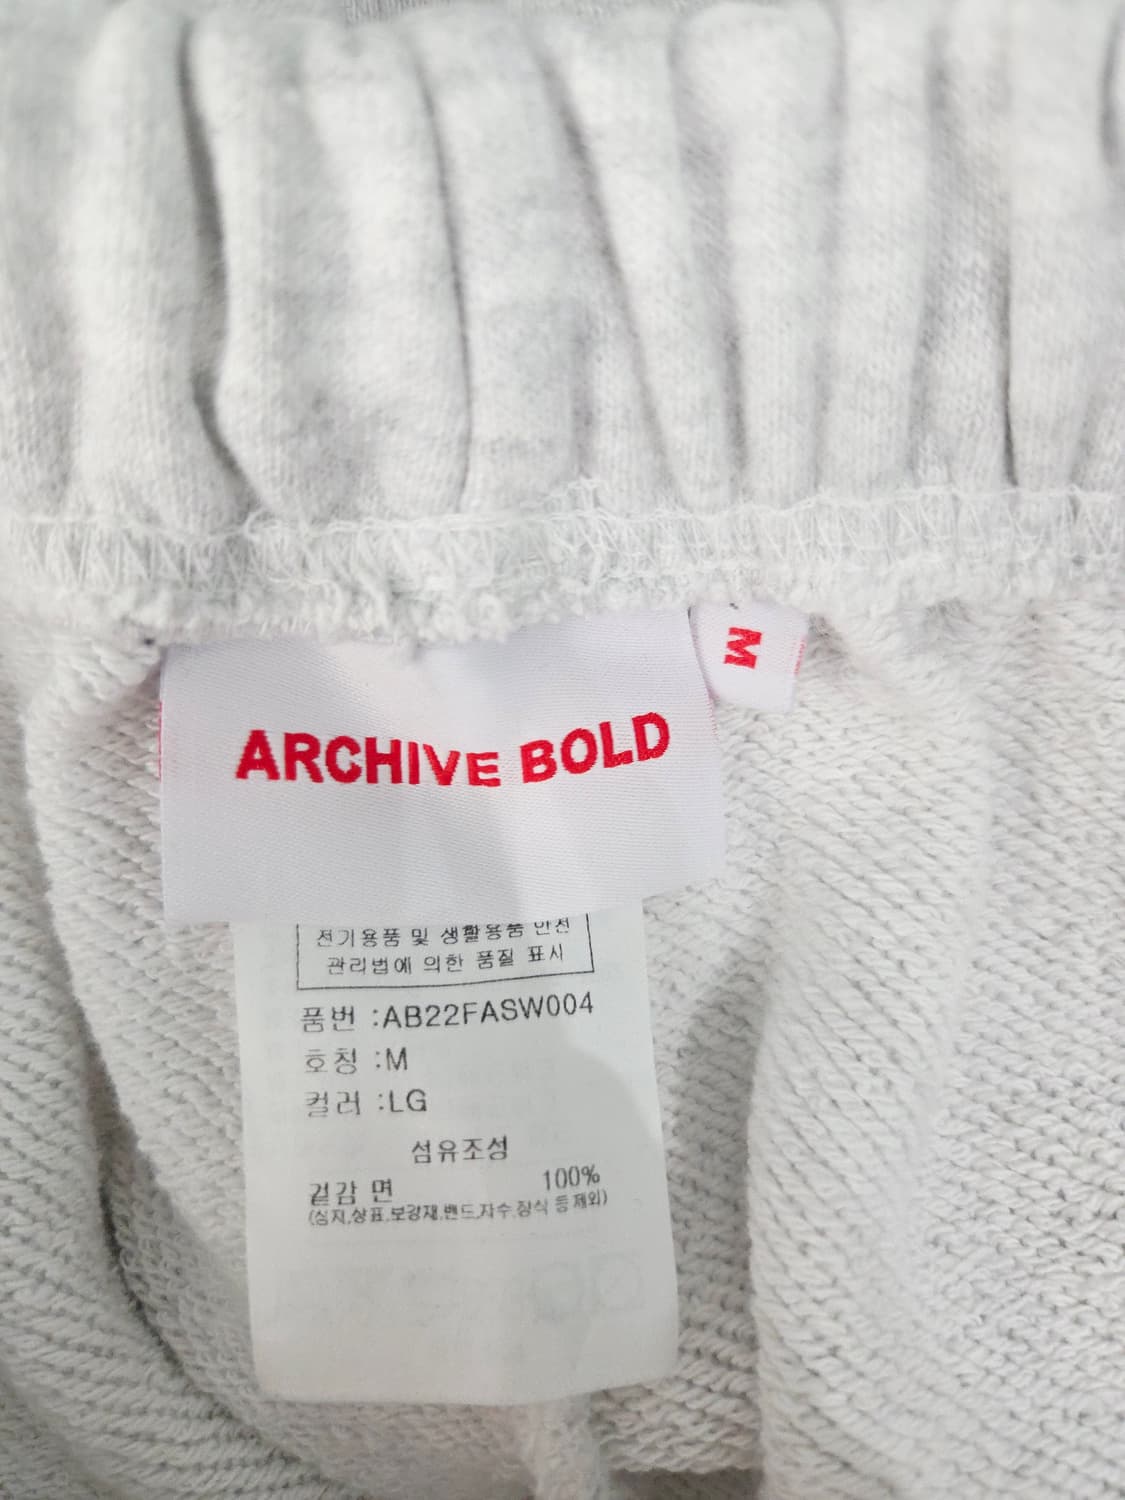 M
ARCHIVE BOLD
전기용품 및 생활용품 안전
관리법에 의한 품질 표시
품번 :AB22FASW004
호칭 :M
컬러 :LG
섬유조성
겉감 면 100%
(심지,상표,보강재,밴드,자수,장식 등 제외)